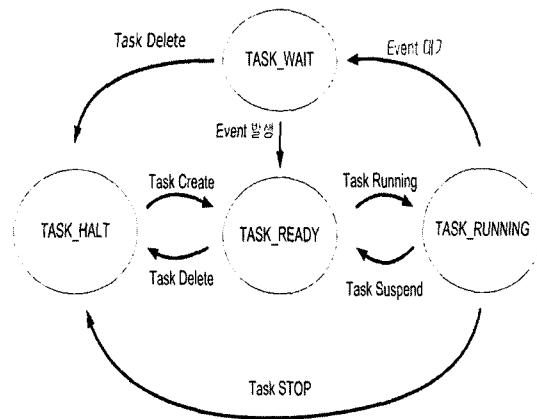 Task Delete
TASK_WAIT
Event 대기
Event 발생
Task Create
Task Running
TASK_HALT
TASK_READY
TASK_RUNNING
Task Delete
Task Suspend
Task STOP